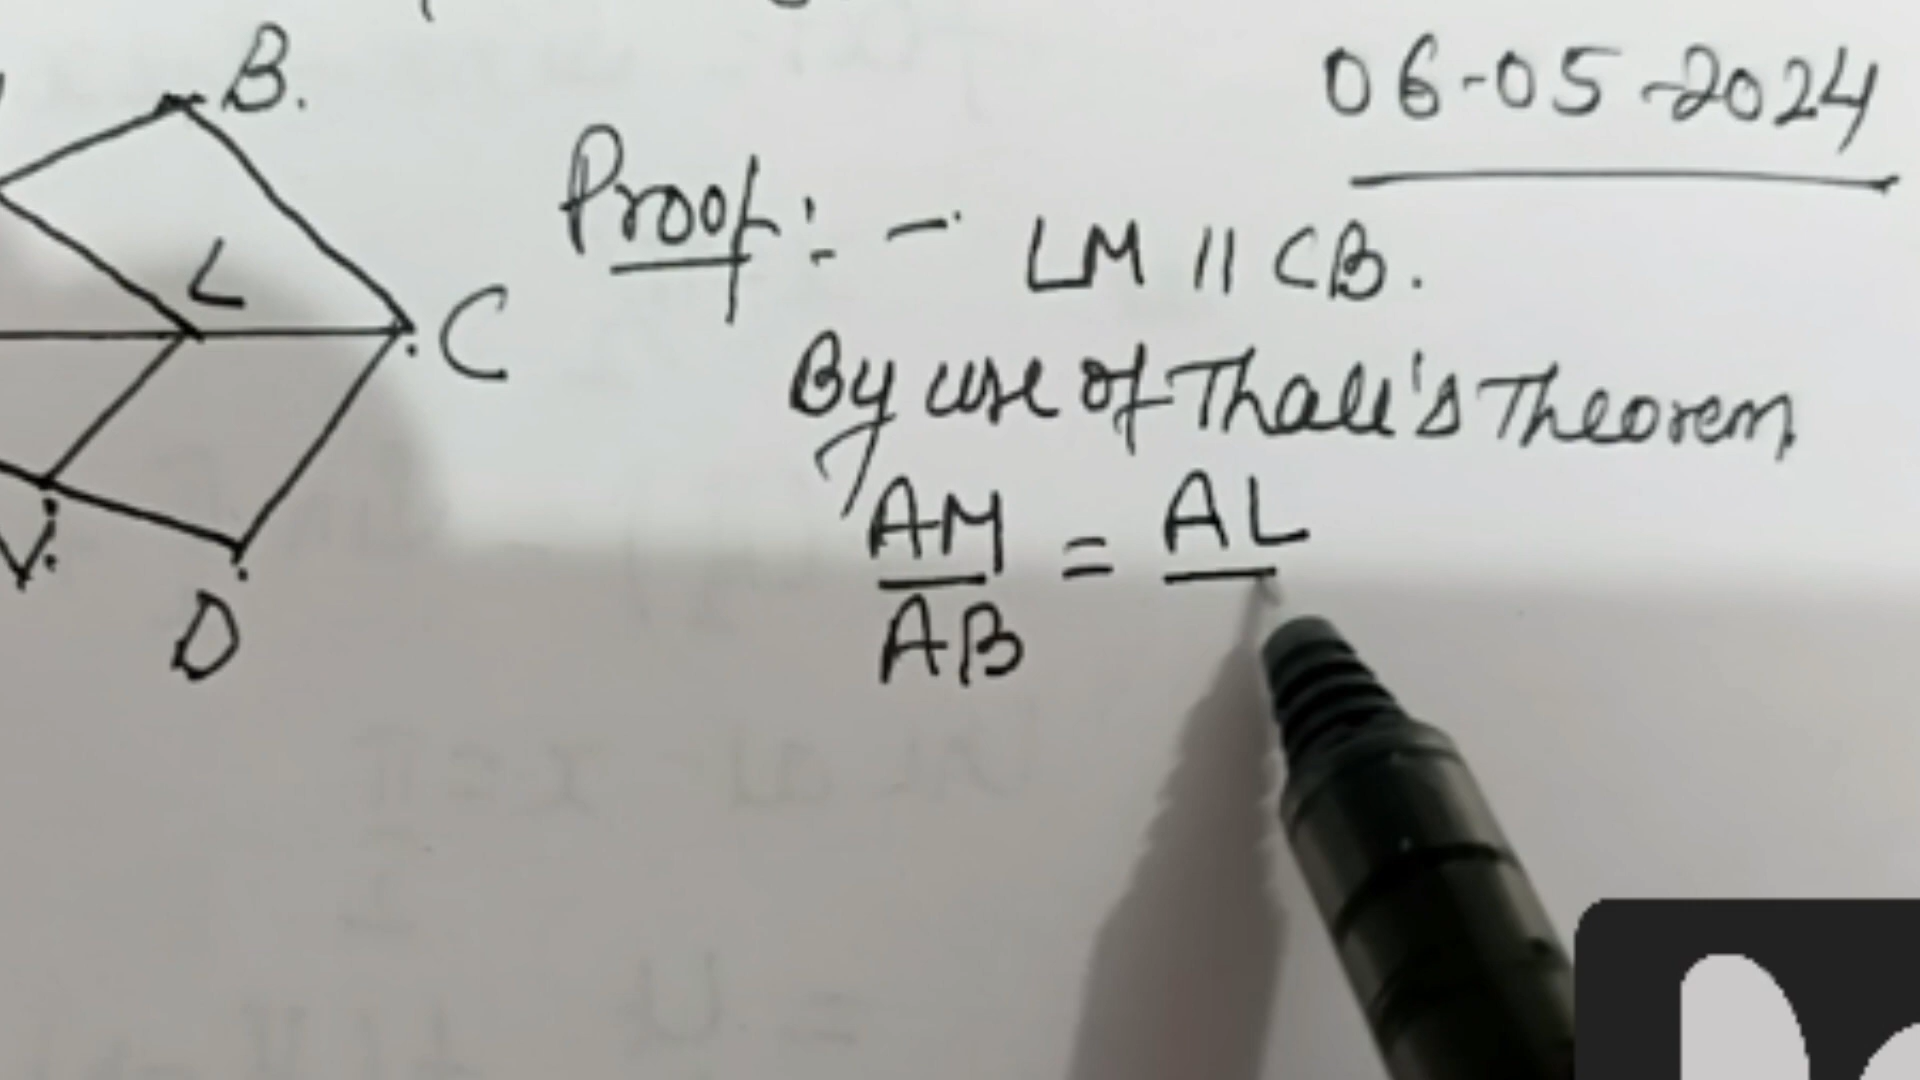 B.
06-05-2024
Proof:- LM || CB.
L
C
By use of Thale's Theorem
AM/AB = AL/
D